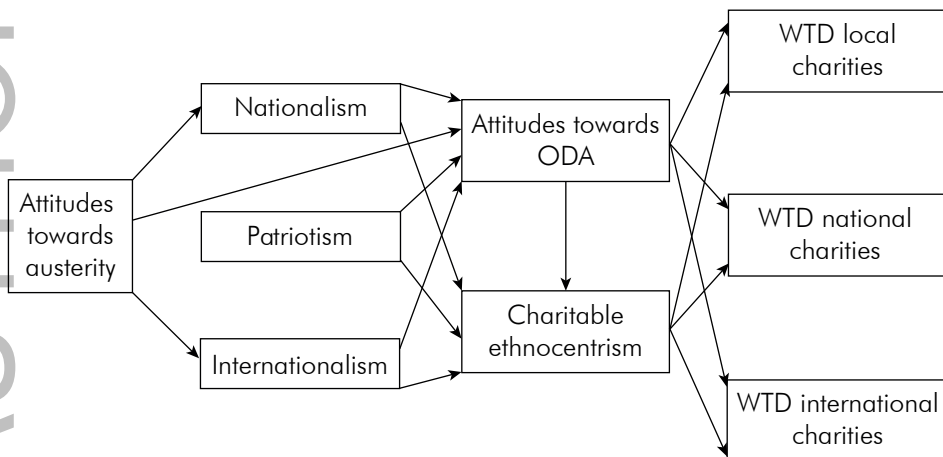 WTD local
charities
Nationalism
Attitudes towards
ODA
Attitudes
towards
austerity
Patriotism
WTD national
charities
Charitable
ethnocentrism
Internationalism
WTD international
charities